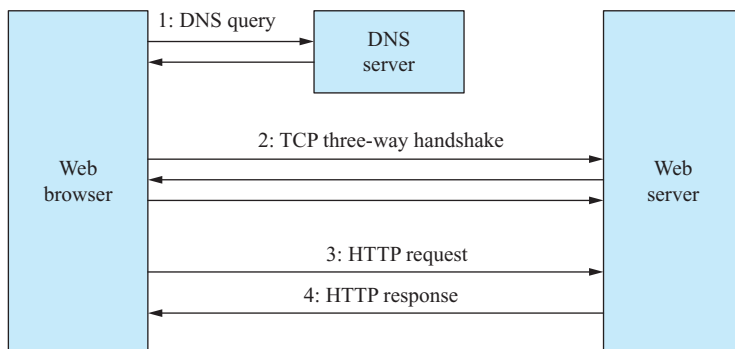 1: DNS query
DNS
server
2: TCP three-way handshake
Web
browser
Web
server
3: HTTP request
4: HTTP response